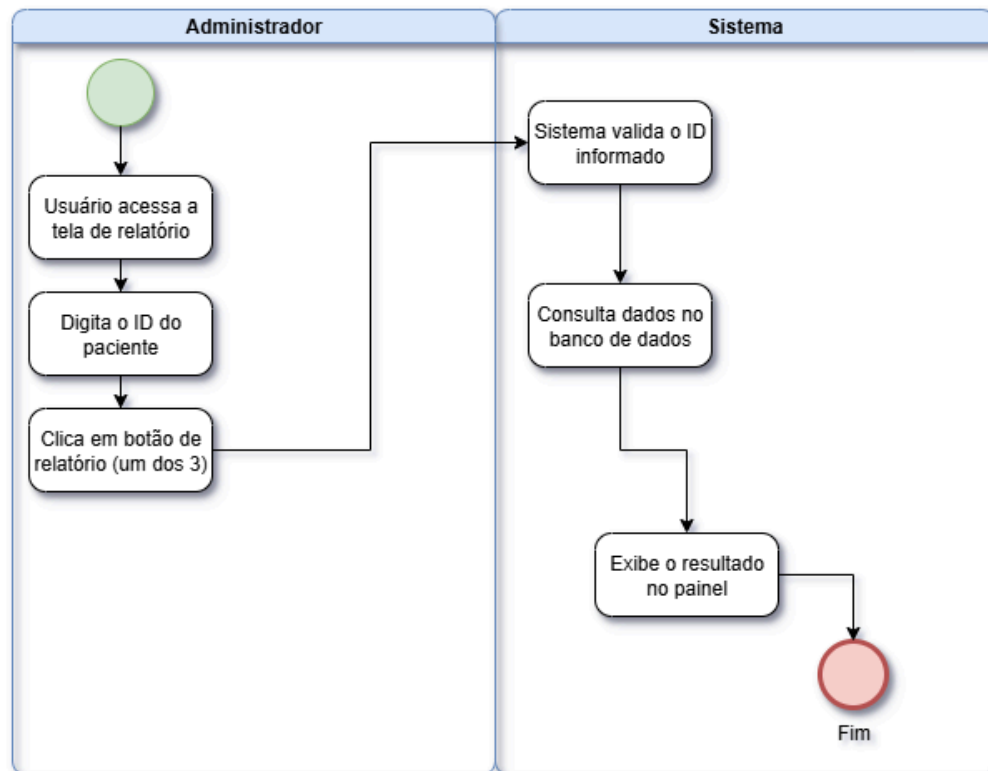 Administrador
Sistema
Usuário acessa a
tela de relatório
Digita o ID do
paciente
Clica em botão de
relatório (um dos 3)
Sistema valida o ID
informado
Consulta dados no
banco de dados
Exibe o resultado
no painel
Fim